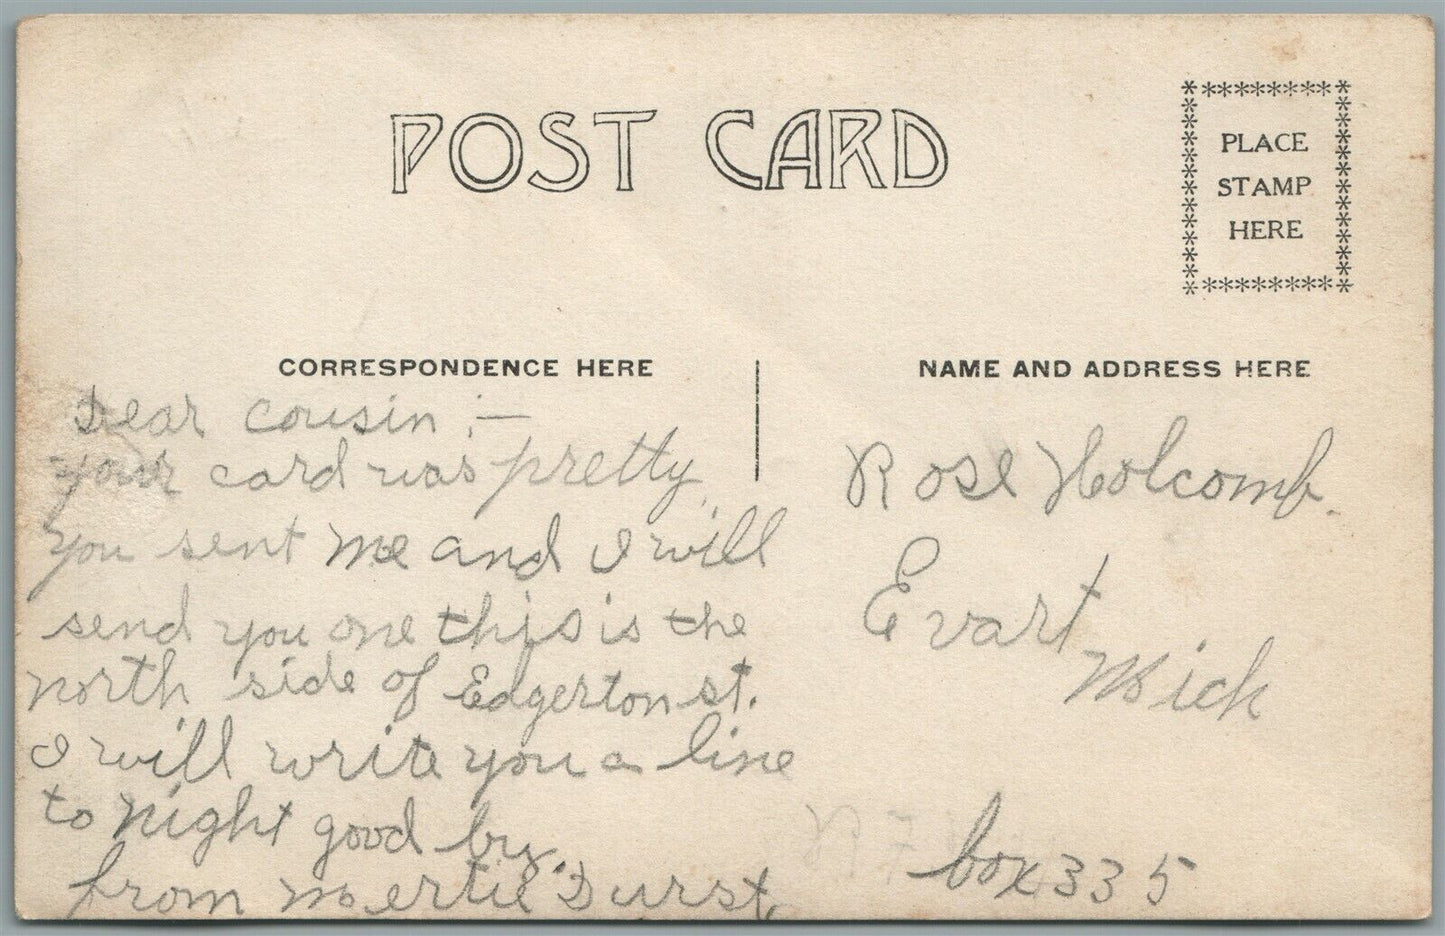 POST CARD
PLACE
STAMP
HERE
CORRESPONDENCE HERE
NAME AND ADDRESS HERE
Dear cousin :—
your card was pretty
you sent me and I will
send you one this is the
north side of Edgerton st.
I will write you a line
to night good by.
from Mertie Durst.
Rose Holcomb.
Evart
Mich
box 335